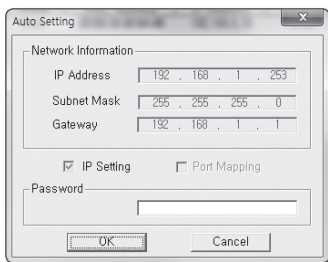 Auto Setting
Network Information
IP Address 192 . 168 . 1 . 253
Subnet Mask 255 . 255 . 255 . 0
Gateway 192 . 168 . 1 . 1
IP Setting Port Mapping
Password
OK Cancel